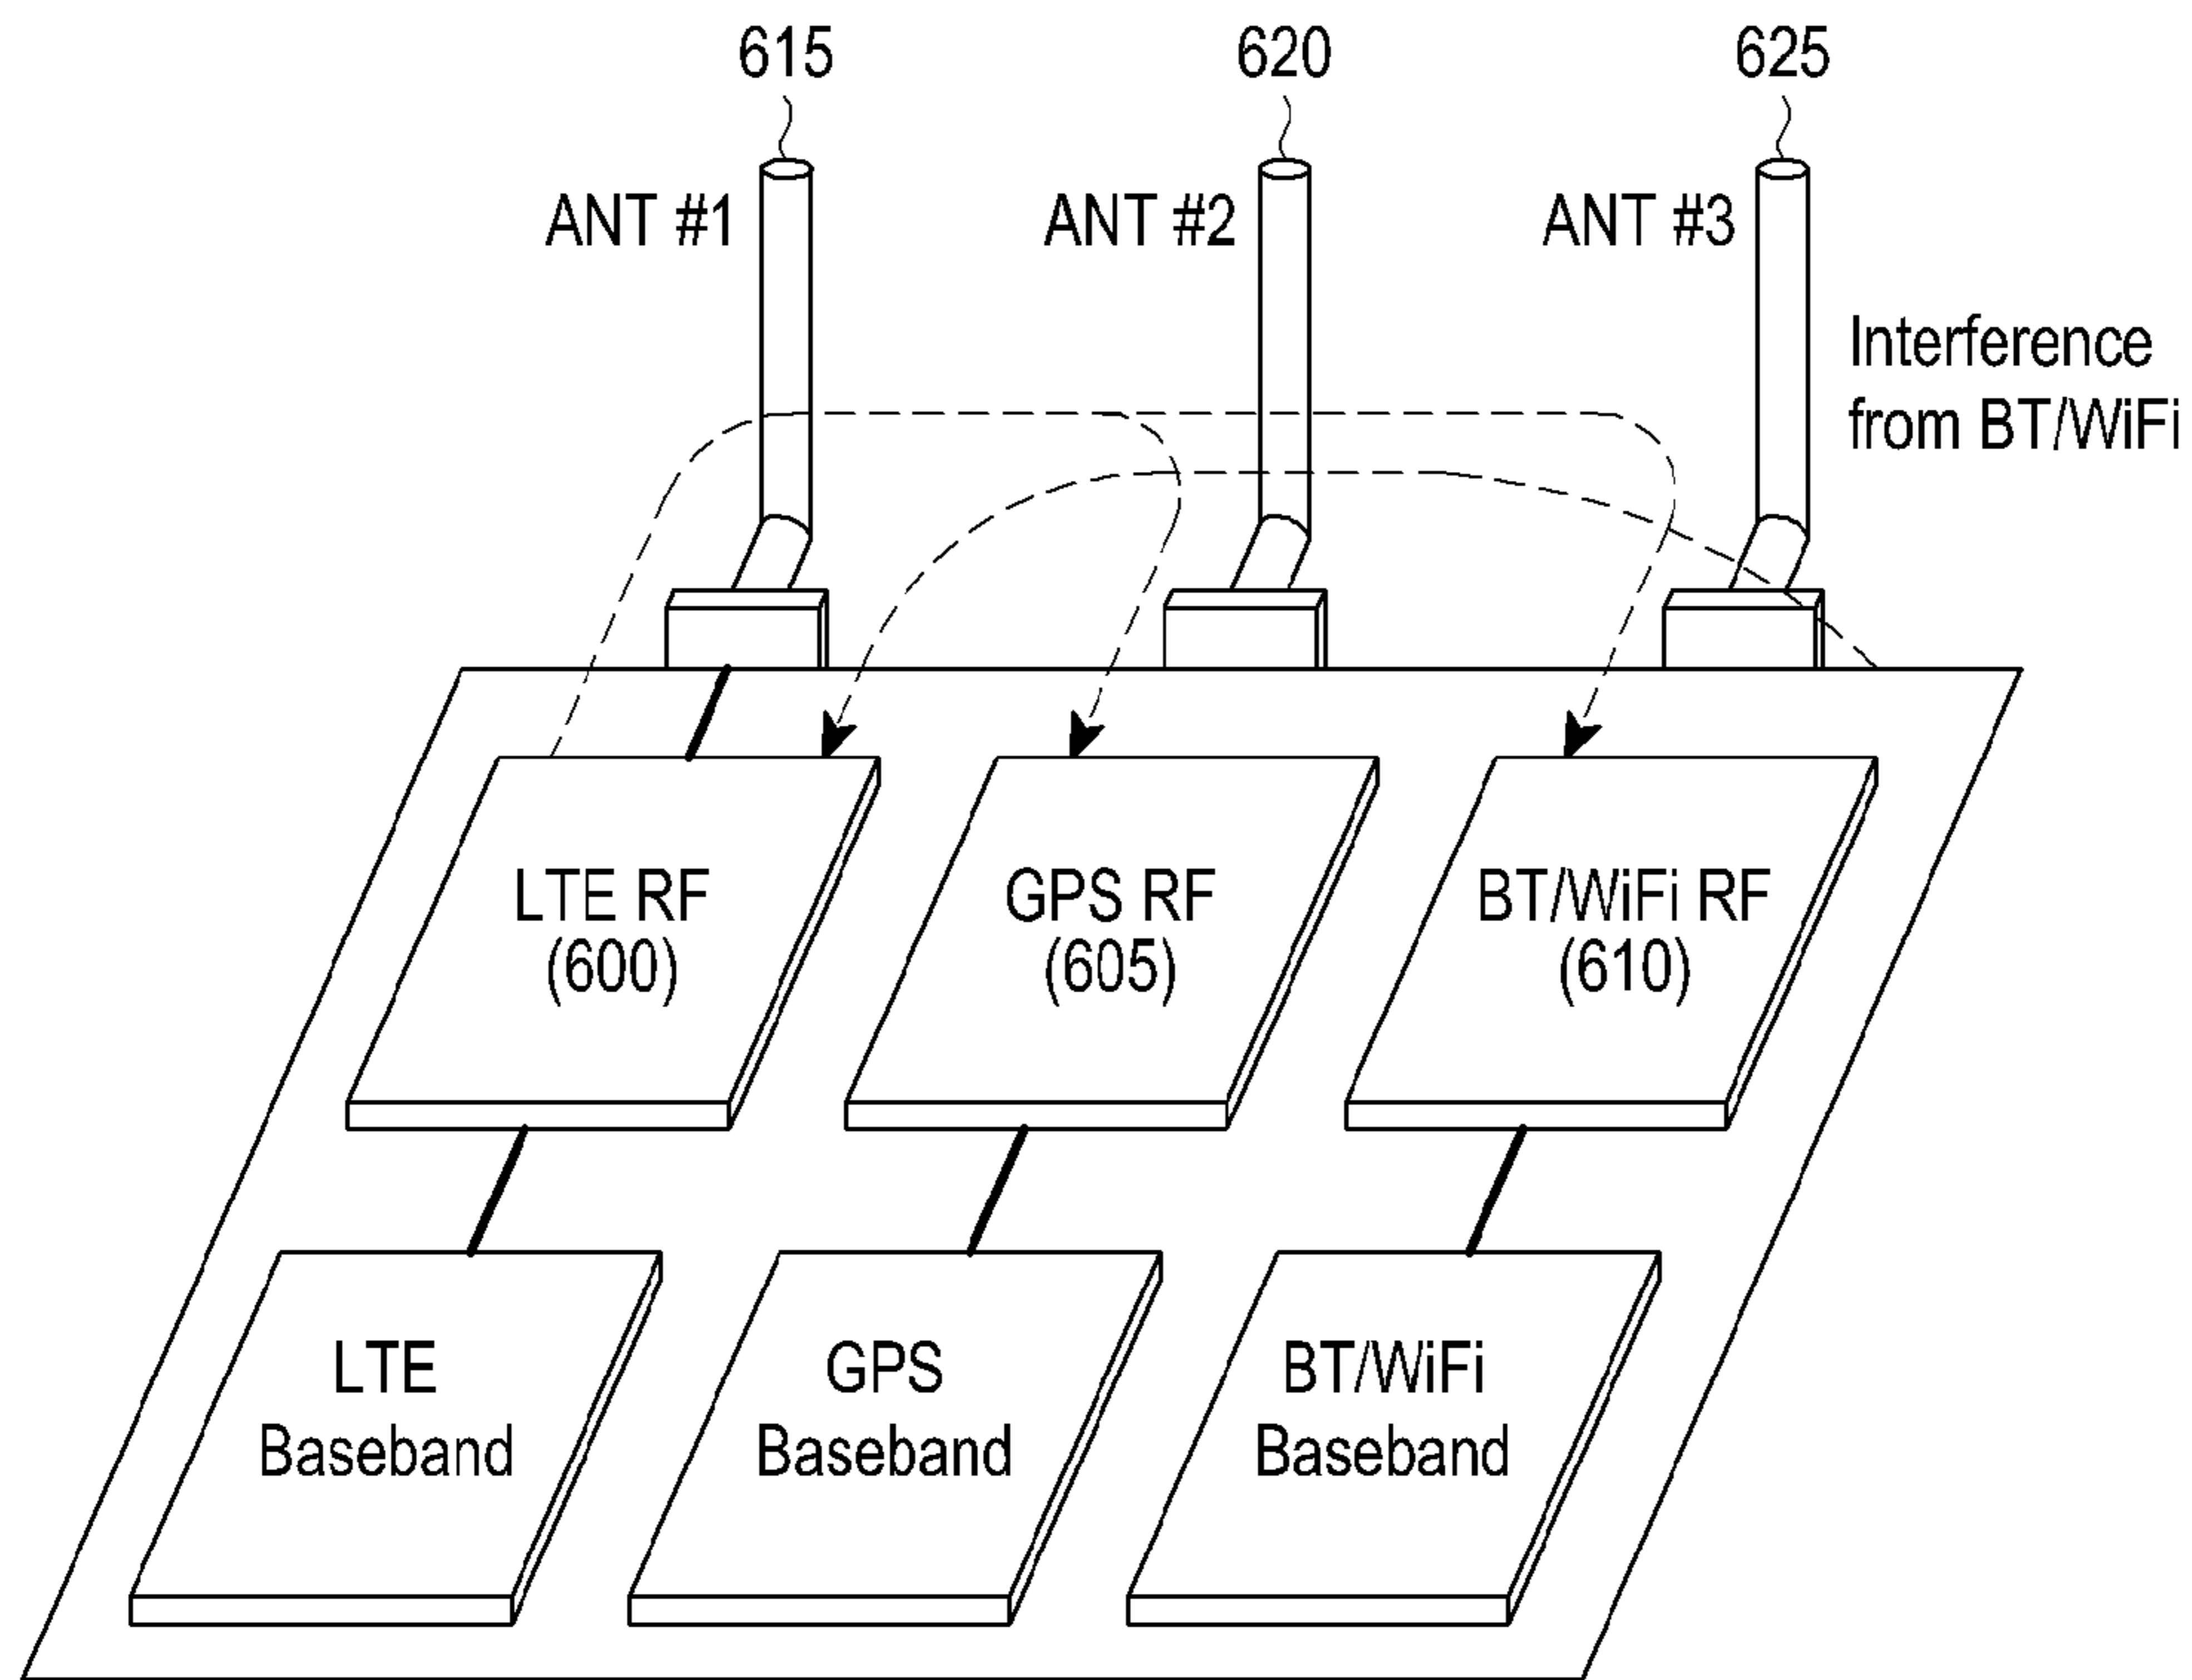 615
620
625
ANT #1
ANT #2
ANT #3
Interference
from BT/WiFi
LTE RF
(600)
GPS RF
(605)
BT/WiFi RF
(610)
LTE
Baseband
GPS
Baseband
BT/WiFi
Baseband